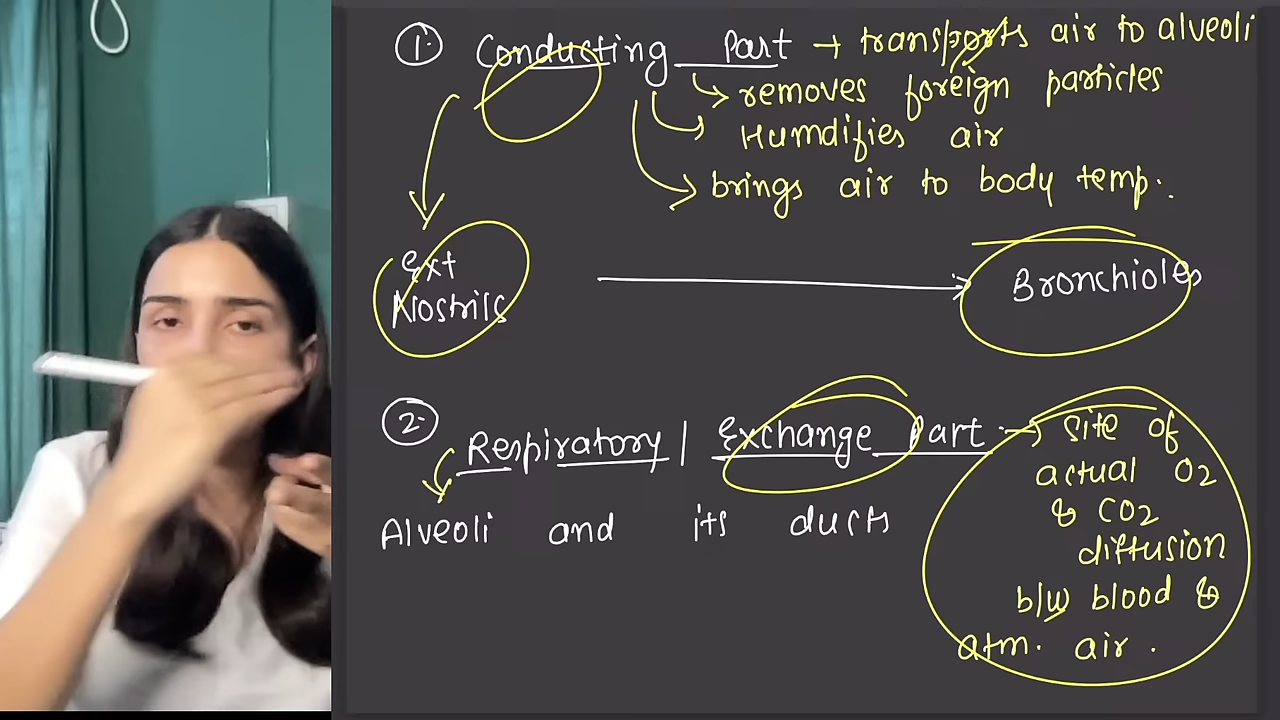 ① Conducting Part → transports air to alveoli
↳ removes foreign particles
↳ Humdifies air
↳ brings air to body temp.
Ext Nostrils → Bronchioles
② Respiratory / Exchange Part → site of
actual O2
& CO2
Alveoli and its ducts
diffusion
b/w blood &
atm. air.